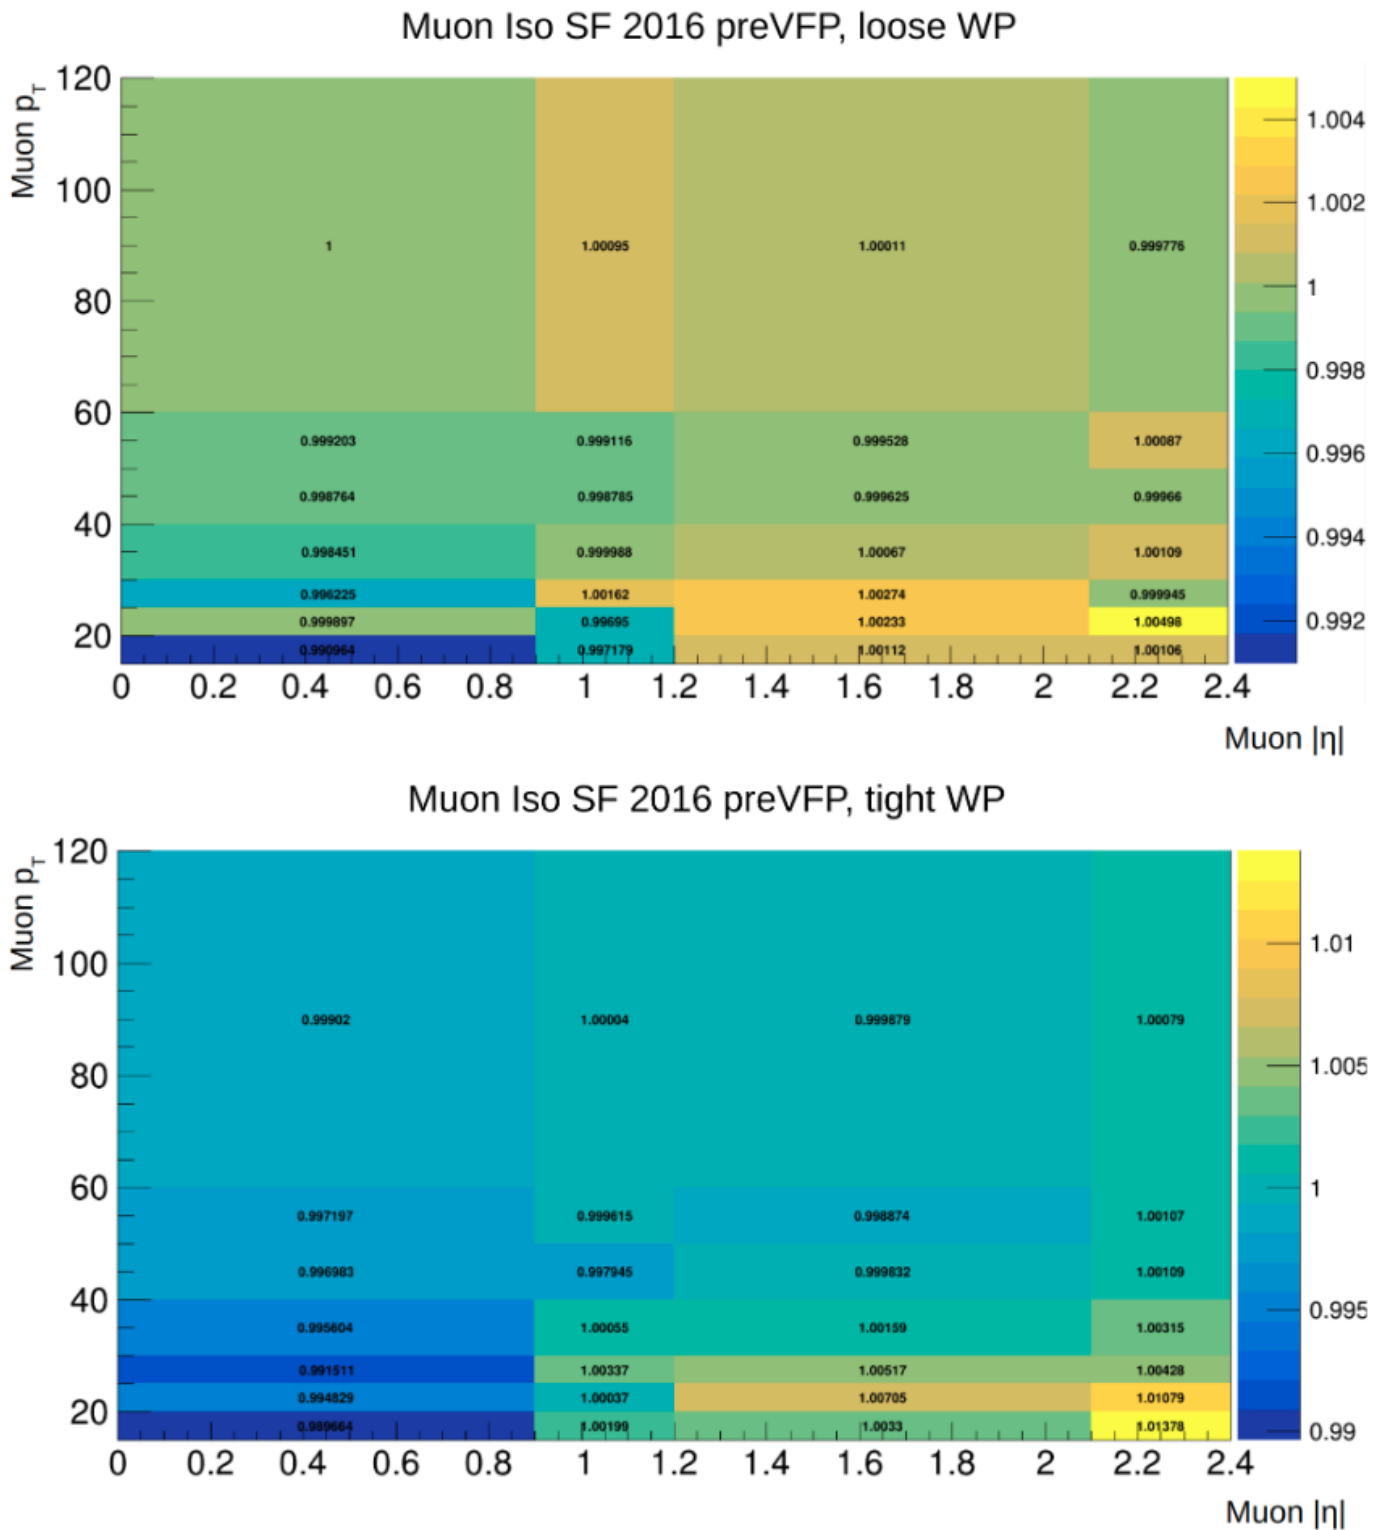 Muon Iso SF 2016 preVFP, loose WP
Muon pT
120
100
80
60
40
20
1 1.00095 1.00011 0.999776
0.999203 0.999116 0.999528 1.00087
0.998764 0.998785 0.999625 0.99966
0.998451 0.999988 1.00067 1.00109
0.996225 1.00162 1.00274 0.999945
0.999897 0.99695 1.00233 1.00498
0.990964 0.997179 1.00112 1.00106
0 0.2 0.4 0.6 0.8 1 1.2 1.4 1.6 1.8 2 2.2 2.4
1.004
1.002
1
0.998
0.996
0.994
0.992
Muon |η|
Muon Iso SF 2016 preVFP, tight WP
Muon pT
120
100
80
60
40
20
0.99902 1.00004 0.999879 1.00079
0.997197 0.999615 0.998874 1.00107
0.996983 0.997945 0.999832 1.00109
0.995604 1.00055 1.00159 1.00315
0.991511 1.00337 1.00517 1.00428
0.994829 1.00037 1.00705 1.01079
0.989664 1.00199 1.0033 1.01378
0 0.2 0.4 0.6 0.8 1 1.2 1.4 1.6 1.8 2 2.2 2.4
1.01
1.005
1
0.995
0.99
Muon |η|